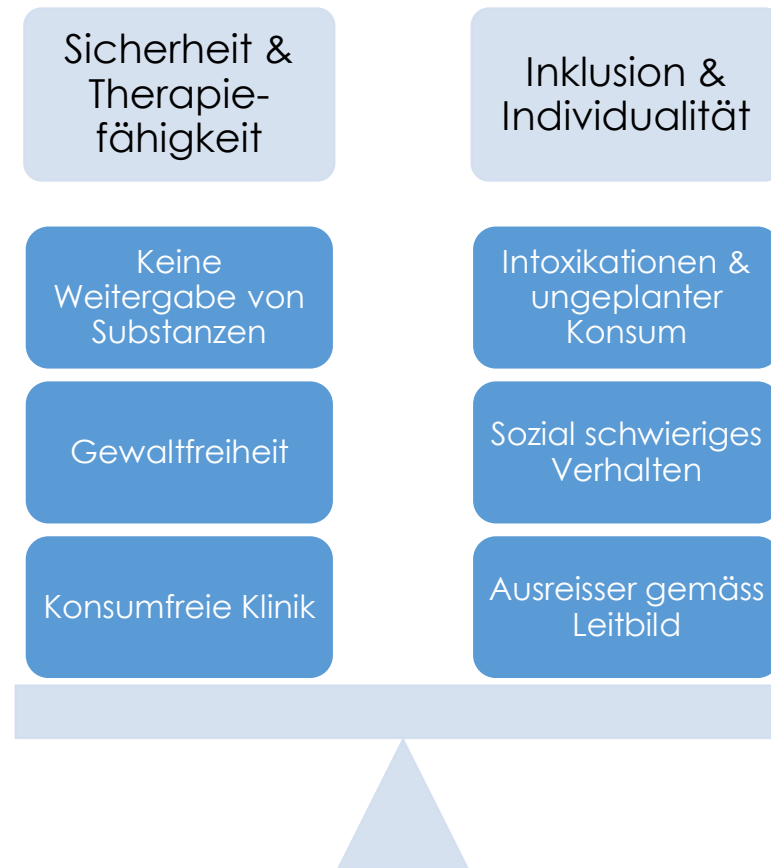 Sicherheit &
Therapie-
fähigkeit
Keine
Weitergabe von
Substanzen
Gewaltfreiheit
Konsumfreie Klinik
Inklusion &
Individualität
Intoxikationen &
ungeplanter
Konsum
Sozial schwieriges
Verhalten
Ausreisser gemäss
Leitbild